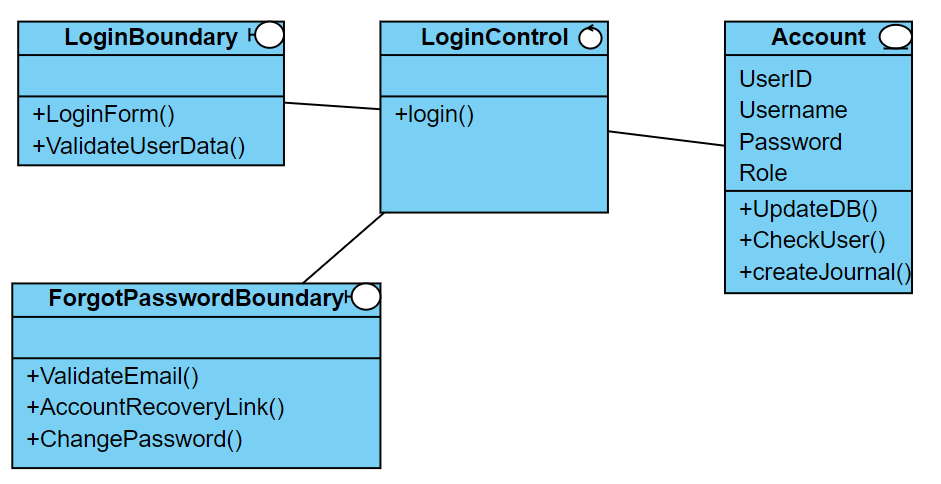 LoginBoundary
+LoginForm()
+ValidateUserData()
LoginControl
+login()
Account
UserID
Username
Password
Role
+UpdateDB()
+CheckUser()
+createJournal()
ForgotPasswordBoundary
+ValidateEmail()
+AccountRecoveryLink()
+ChangePassword()